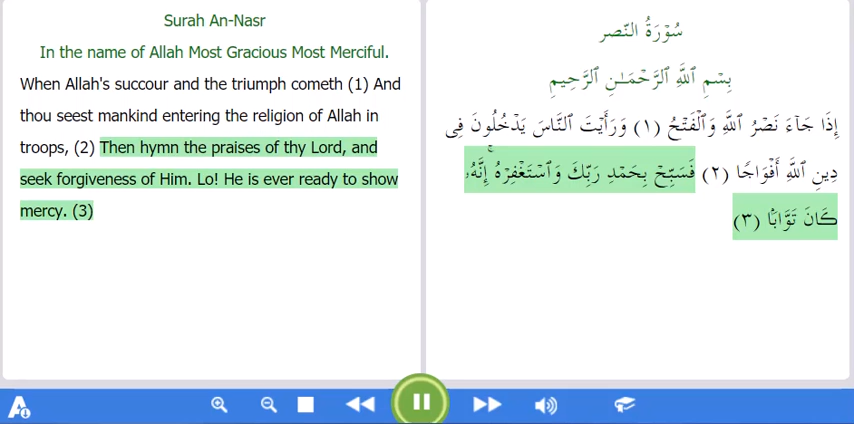 Surah An-Nasr
In the name of Allah Most Gracious Most Merciful.
When Allah's succour and the triumph cometh (1) And
thou seest mankind entering the religion of Allah in
troops, (2) Then hymn the praises of thy Lord, and
seek forgiveness of Him. Lo! He is ever ready to show
mercy. (3)
سُوْرَةُ النَّصر
بِسْمِ ٱللَّهِ ٱلرَّحْمَـٰنِ ٱلرَّحِيمِ
إِذَا جَآءَ نَصْرُ ٱللَّهِ وَٱلْفَتْحُ (١) وَرَأَيْتَ ٱلنَّاسَ يَدْخُلُونَ فِى
دِينِ ٱللَّهِ أَفْوَاجًا (٢) فَسَبِّحْ بِحَمْدِ رَبِّكَ وَٱسْتَغْفِرْهُ ۚ إِنَّهُۥ
كَانَ تَوَّابًۢا (٣)